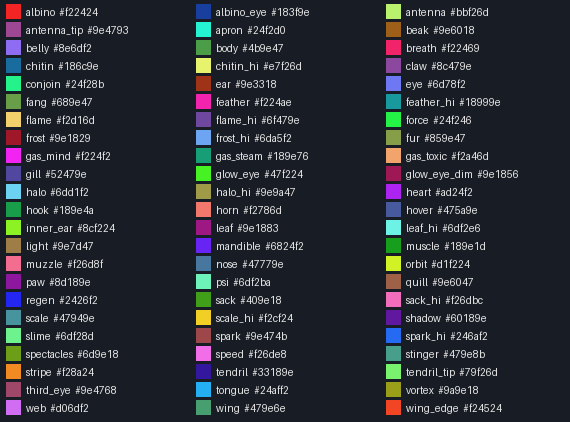 albino #f22424 albino_eye #183f9e antenna #bbf26d
antenna_tip #9e4793 apron #24f2d0 beak #9e6018
belly #8e6df2 body #4b9e47 breath #f22469
chitin #186c9e chitin_hi #e7f26d claw #8c479e
conjoin #24f28b ear #9e3318 eye #6d78f2
fang #689e47 feather #f224ae feather_hi #18999e
flame #f2d16d flame_hi #6f479e force #24f246
frost #9e1829 frost_hi #6da5f2 fur #859e47
gas_mind #f224f2 gas_steam #189e76 gas_toxic #f2a46d
gill #52479e glow_eye #47f224 glow_eye_dim #9e1856
halo #6dd1f2 halo_hi #9e9a47 heart #ad24f2
hook #189e4a horn #f2786d hover #475a9e
inner_ear #8cf224 leaf #9e1883 leaf_hi #6df2e6
light #9e7d47 mandible #6824f2 muscle #189e1d
muzzle #f26d8f nose #47779e orbit #d1f224
paw #8d189e psi #6df2ba quill #9e6047
regen #2426f2 sack #409e18 sack_hi #f26dbc
scale #47949e scale_hi #f2cf24 shadow #60189e
slime #6df28d spark #9e474b spark_hi #246af2
spectacles #6d9e18 speed #f26de8 stinger #479e8b
stripe #f28a24 tendril #33189e tendril_tip #79f26d
third_eye #9e4768 tongue #24aff2 vortex #9a9e18
web #d06df2 wing #479e6e wing_edge #f24524